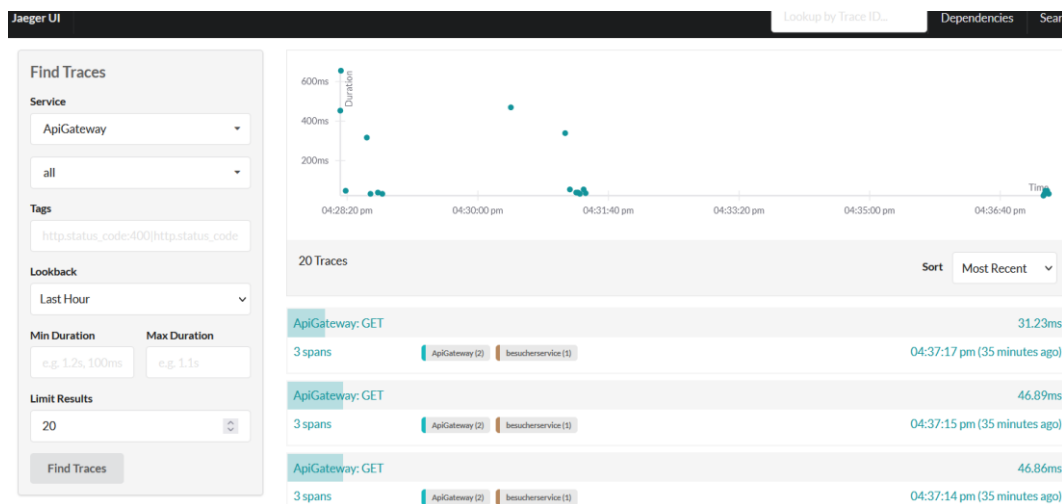 Jaeger UI
Lookup by Trace ID...
Dependencies
Sear
Find Traces
Service
ApiGateway
all
Tags
http.status_code:400|http.status_code
Lookback
Last Hour
Min Duration Max Duration
e.g. 1.2s, 100ms e.g. 1.1s
Limit Results
20
Find Traces
Duration
600ms
400ms
200ms
Time
04:28:20 pm 04:30:00 pm 04:31:40 pm 04:33:20 pm 04:35:00 pm 04:36:40 pm
20 Traces
Sort Most Recent
ApiGateway: GET 31.23ms
3 spans ApiGateway (2) besucherservice (1) 04:37:17 pm (35 minutes ago)
ApiGateway: GET 46.89ms
3 spans ApiGateway (2) besucherservice (1) 04:37:15 pm (35 minutes ago)
ApiGateway: GET 46.86ms
3 spans ApiGateway (2) besucherservice (1) 04:37:14 pm (35 minutes ago)